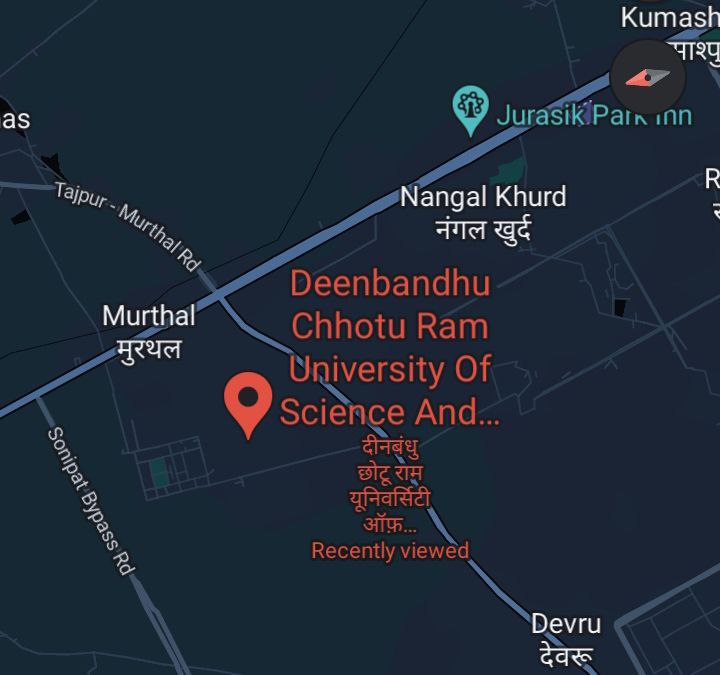 Kumash
माश्पु
Jurasik Park Inn
as
Tajpur - Murthal Rd
Nangal Khurd
नंगल खुर्द
R
Deenbandhu
Chhotu Ram
University Of
Science And...
Murthal
मुरथल
दीनबंधु
छोटू राम
यूनिवर्सिटी
ऑफ़...
Recently viewed
Sonipat Bypass Rd
Devru
देवरू